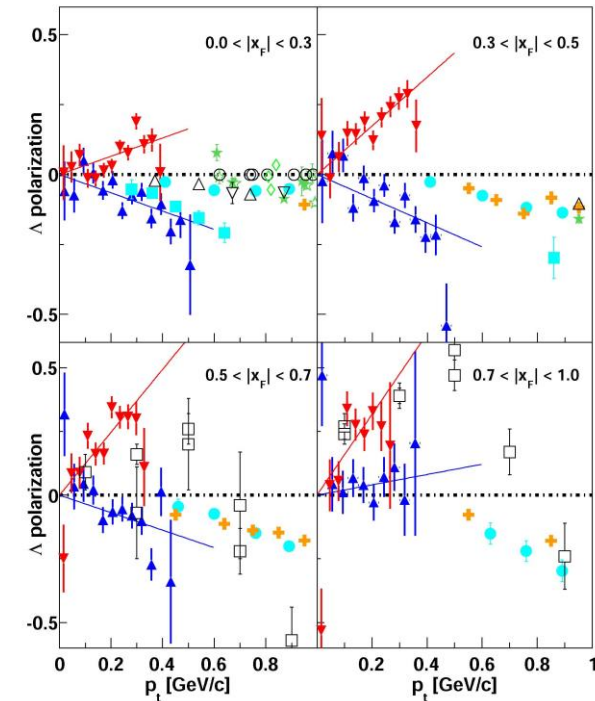 0.5
0.0 < |x_F| < 0.3
0.3 < |x_F| < 0.5
Λ polarization
0
-0.5
0.5
0.5 < |x_F| < 0.7
0.7 < |x_F| < 1.0
Λ polarization
0
-0.5
0 0.2 0.4 0.6 0.8
0.2 0.4 0.6 0.8 1
p_t [GeV/c]
p_t [GeV/c]